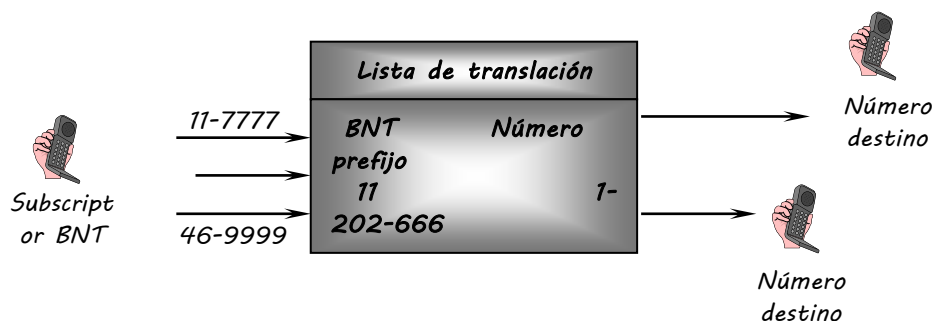 Lista de translación
11-7777
BNT Número
prefijo
11 1-
202-666
46-9999
Subscript
or BNT
Número
destino
Número
destino